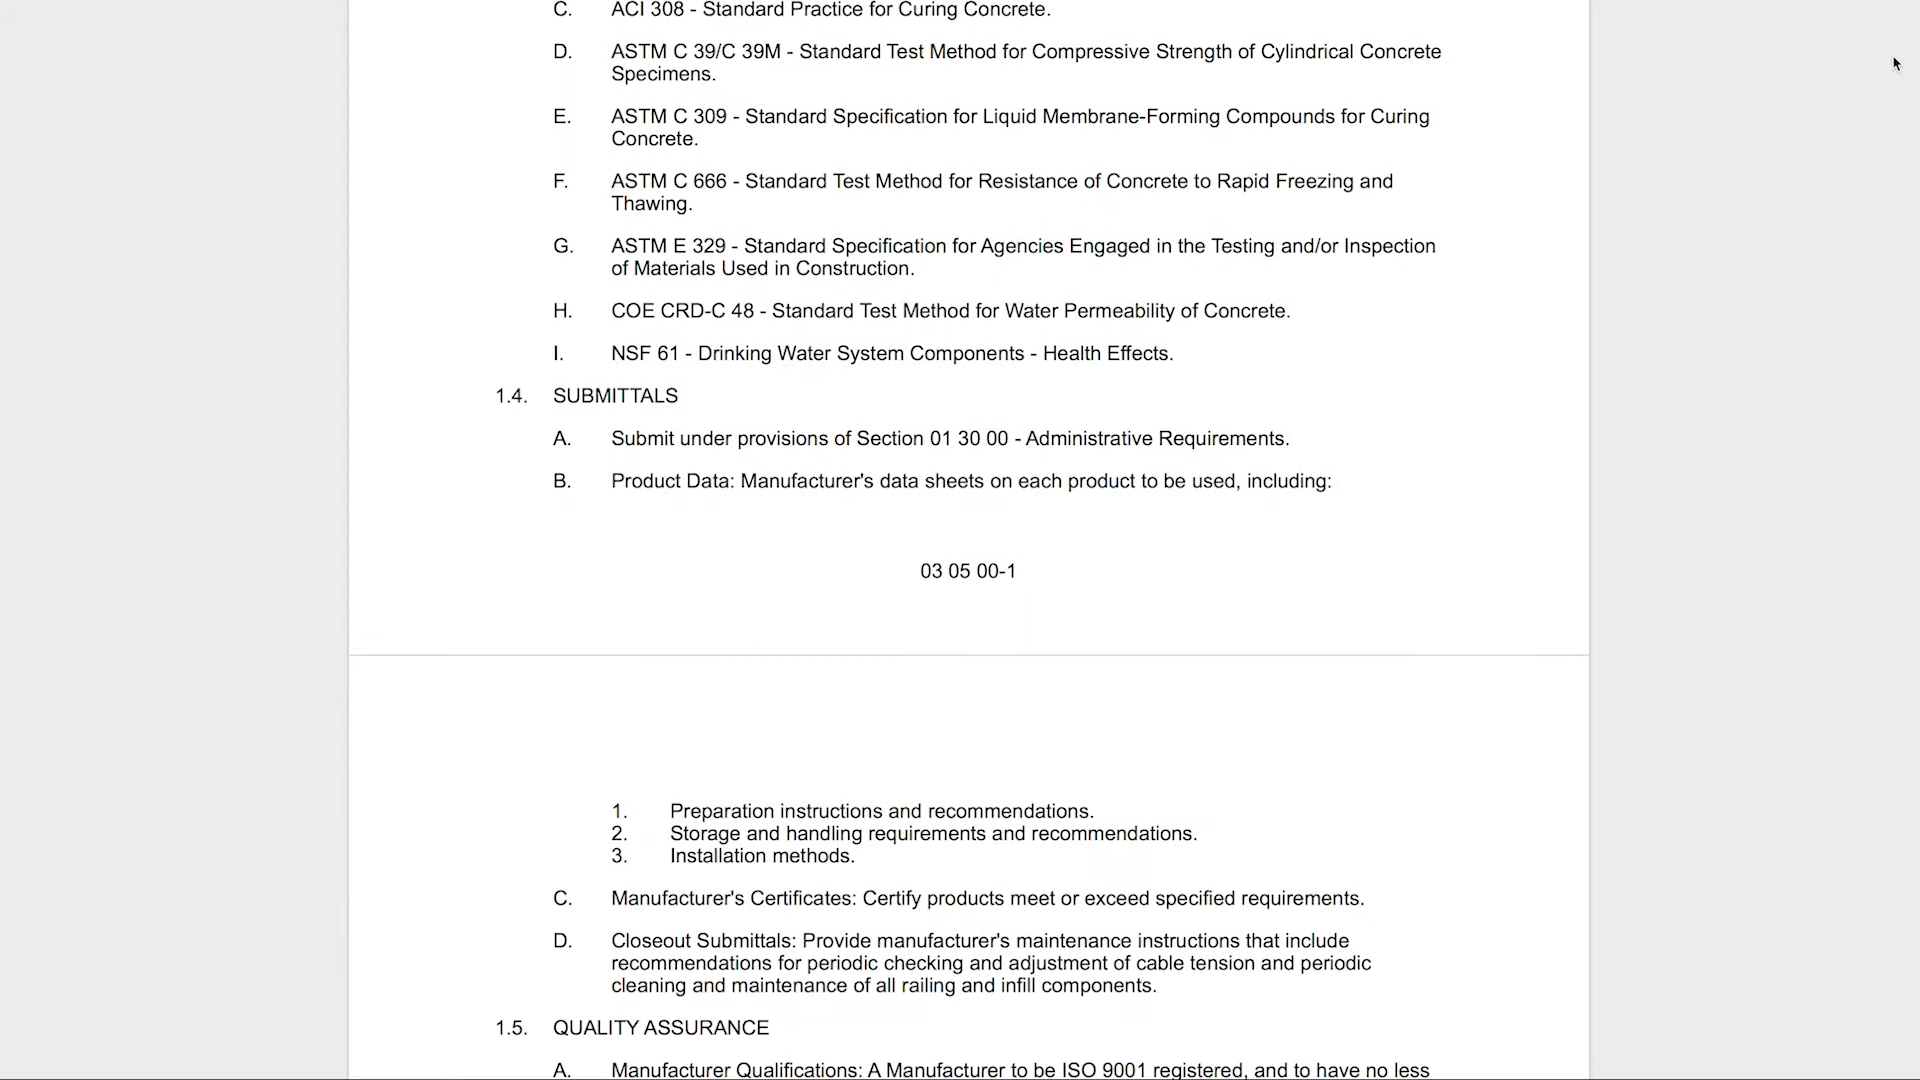 C. ACI 308 - Standard Practice for Curing Concrete.
D. ASTM C 39/C 39M - Standard Test Method for Compressive Strength of Cylindrical Concrete
Specimens.
E. ASTM C 309 - Standard Specification for Liquid Membrane-Forming Compounds for Curing
Concrete.
F. ASTM C 666 - Standard Test Method for Resistance of Concrete to Rapid Freezing and
Thawing.
G. ASTM E 329 - Standard Specification for Agencies Engaged in the Testing and/or Inspection
of Materials Used in Construction.
H. COE CRD-C 48 - Standard Test Method for Water Permeability of Concrete.
I. NSF 61 - Drinking Water System Components - Health Effects.
1.4. SUBMITTALS
A. Submit under provisions of Section 01 30 00 - Administrative Requirements.
B. Product Data: Manufacturer's data sheets on each product to be used, including:
03 05 00-1
1. Preparation instructions and recommendations.
2. Storage and handling requirements and recommendations.
3. Installation methods.
C. Manufacturer's Certificates: Certify products meet or exceed specified requirements.
D. Closeout Submittals: Provide manufacturer's maintenance instructions that include
recommendations for periodic checking and adjustment of cable tension and periodic
cleaning and maintenance of all railing and infill components.
1.5. QUALITY ASSURANCE
A. Manufacturer Qualifications: A Manufacturer to be ISO 9001 registered, and to have no less